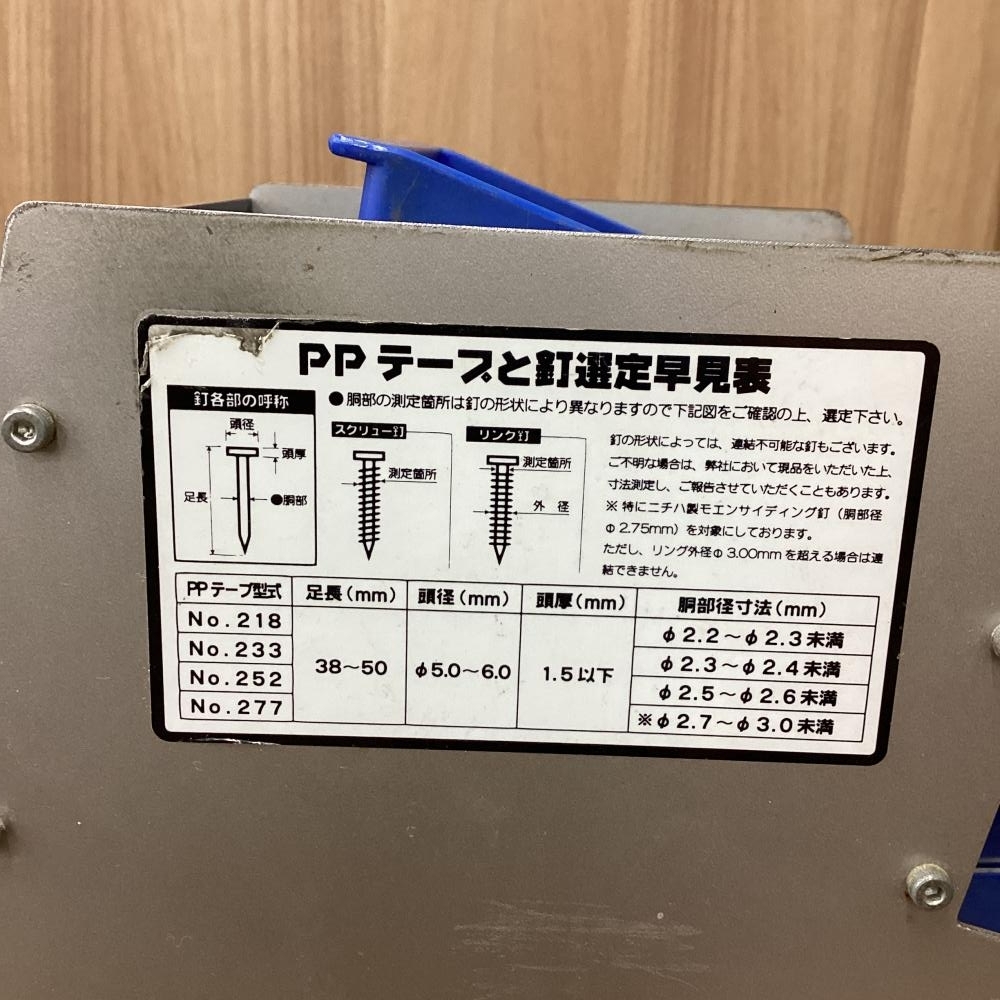 PPテープと釘選定早見表
釘各部の呼称
頭径
頭厚
足長
●胴部
●胴部の測定箇所は釘の形状により異なりますので下記図をご確認の上、選定下さい。
スクリュー釘
測定箇所
リンク釘
測定箇所
外径
釘の形状によっては、連結不可能な釘もございます。
ご不明な場合は、弊社において現品をいただいた上、
寸法測定し、ご報告させていただくこともあります。
※特にニチハ製モエンサイディング釘（胴部径
φ2.75mm）を対象にしております。
ただし、リング外径φ3.00mmを超える場合は連
結できません。
PPテープ型式 足長(mm) 頭径(mm) 頭厚(mm) 胴部径寸法(mm)
No.218 φ2.2～φ2.3未満
No.233 φ2.3～φ2.4未満
38～50 φ5.0～6.0 1.5以下
No.252 φ2.5～φ2.6未満
No.277 ※φ2.7～φ3.0未満